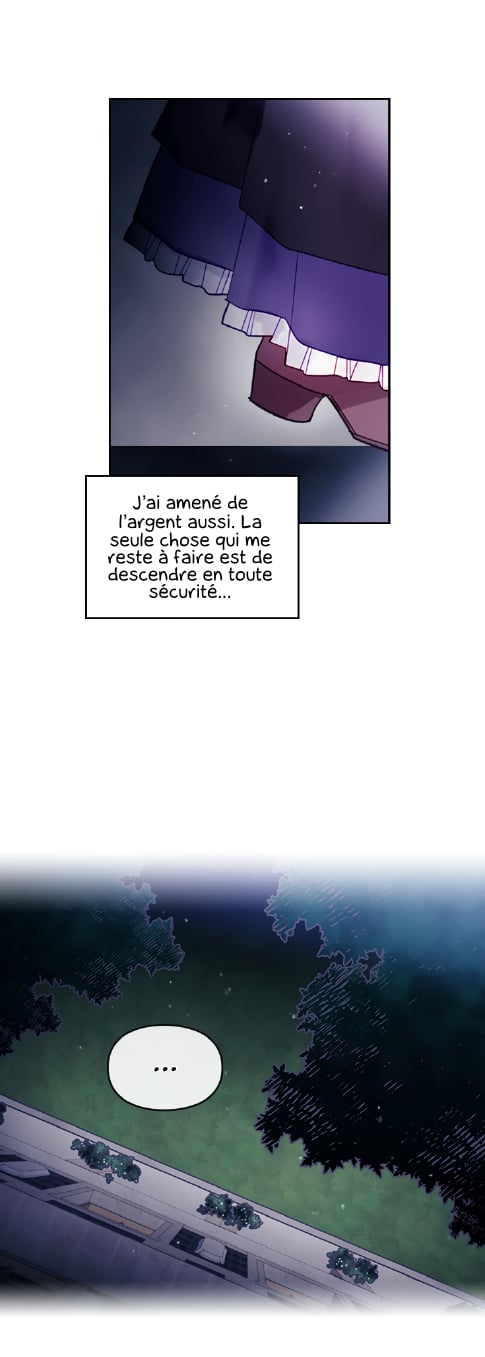 J'ai amené de
l'argent aussi. La
seule chose qui me
reste à faire est de
descendre en toute
sécurité...
...